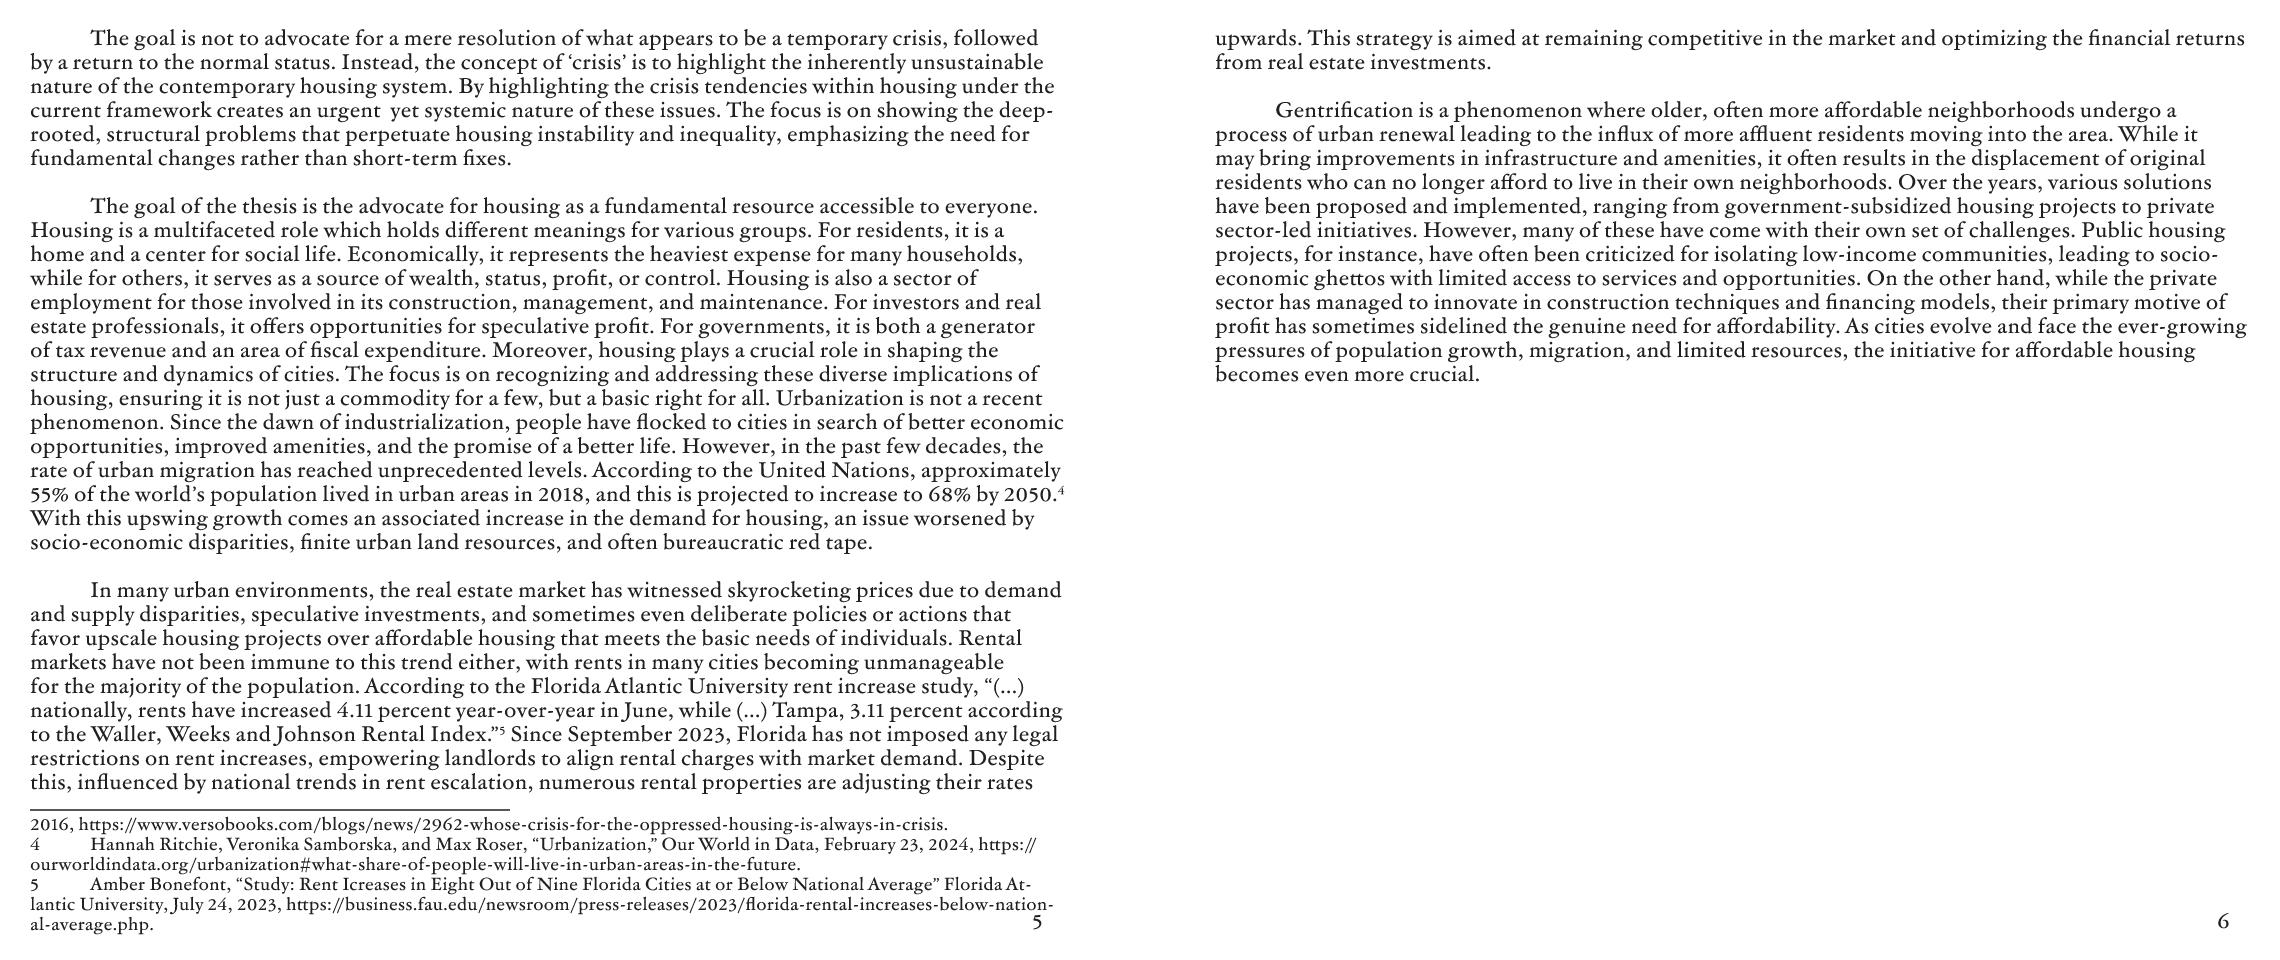 The goal is not to advocate for a mere resolution of what appears to be a temporary crisis, followed
by a return to the normal status. Instead, the concept of ‘crisis’ is to highlight the inherently unsustainable
nature of the contemporary housing system. By highlighting the crisis tendencies within housing under the
current framework creates an urgent  yet systemic nature of these issues. The focus is on showing the deep-
rooted, structural problems that perpetuate housing instability and inequality, emphasizing the need for
fundamental changes rather than short-term fixes.
The goal of the thesis is the advocate for housing as a fundamental resource accessible to everyone.
Housing is a multifaceted role which holds different meanings for various groups. For residents, it is a
home and a center for social life. Economically, it represents the heaviest expense for many households,
while for others, it serves as a source of wealth, status, profit, or control. Housing is also a sector of
employment for those involved in its construction, management, and maintenance. For investors and real
estate professionals, it offers opportunities for speculative profit. For governments, it is both a generator
of tax revenue and an area of fiscal expenditure. Moreover, housing plays a crucial role in shaping the
structure and dynamics of cities. The focus is on recognizing and addressing these diverse implications of
housing, ensuring it is not just a commodity for a few, but a basic right for all. Urbanization is not a recent
phenomenon. Since the dawn of industrialization, people have flocked to cities in search of better economic
opportunities, improved amenities, and the promise of a better life. However, in the past few decades, the
rate of urban migration has reached unprecedented levels. According to the United Nations, approximately
55% of the world’s population lived in urban areas in 2018, and this is projected to increase to 68% by 2050.⁴
With this upswing growth comes an associated increase in the demand for housing, an issue worsened by
socio-economic disparities, finite urban land resources, and often bureaucratic red tape.
In many urban environments, the real estate market has witnessed skyrocketing prices due to demand
and supply disparities, speculative investments, and sometimes even deliberate policies or actions that
favor upscale housing projects over affordable housing that meets the basic needs of individuals. Rental
markets have not been immune to this trend either, with rents in many cities becoming unmanageable
for the majority of the population. According to the Florida Atlantic University rent increase study, “(...)
nationally, rents have increased 4.11 percent year-over-year in June, while (...) Tampa, 3.11 percent according
to the Waller, Weeks and Johnson Rental Index.”⁵ Since September 2023, Florida has not imposed any legal
restrictions on rent increases, empowering landlords to align rental charges with market demand. Despite
this, influenced by national trends in rent escalation, numerous rental properties are adjusting their rates
2016, https://www.versobooks.com/blogs/news/2962-whose-crisis-for-the-oppressed-housing-is-always-in-crisis.
4 Hannah Ritchie, Veronika Samborska, and Max Roser, “Urbanization,” Our World in Data, February 23, 2024, https://
ourworldindata.org/urbanization#what-share-of-people-will-live-in-urban-areas-in-the-future.
5 Amber Bonefont, “Study: Rent Icreases in Eight Out of Nine Florida Cities at or Below National Average” Florida At-
lantic University, July 24, 2023, https://business.fau.edu/newsroom/press-releases/2023/florida-rental-increases-below-nation-
al-average.php.
5
upwards. This strategy is aimed at remaining competitive in the market and optimizing the financial returns
from real estate investments.
Gentrification is a phenomenon where older, often more affordable neighborhoods undergo a
process of urban renewal leading to the influx of more affluent residents moving into the area. While it
may bring improvements in infrastructure and amenities, it often results in the displacement of original
residents who can no longer afford to live in their own neighborhoods. Over the years, various solutions
have been proposed and implemented, ranging from government-subsidized housing projects to private
sector-led initiatives. However, many of these have come with their own set of challenges. Public housing
projects, for instance, have often been criticized for isolating low-income communities, leading to socio-
economic ghettos with limited access to services and opportunities. On the other hand, while the private
sector has managed to innovate in construction techniques and financing models, their primary motive of
profit has sometimes sidelined the genuine need for affordability. As cities evolve and face the ever-growing
pressures of population growth, migration, and limited resources, the initiative for affordable housing
becomes even more crucial.
6